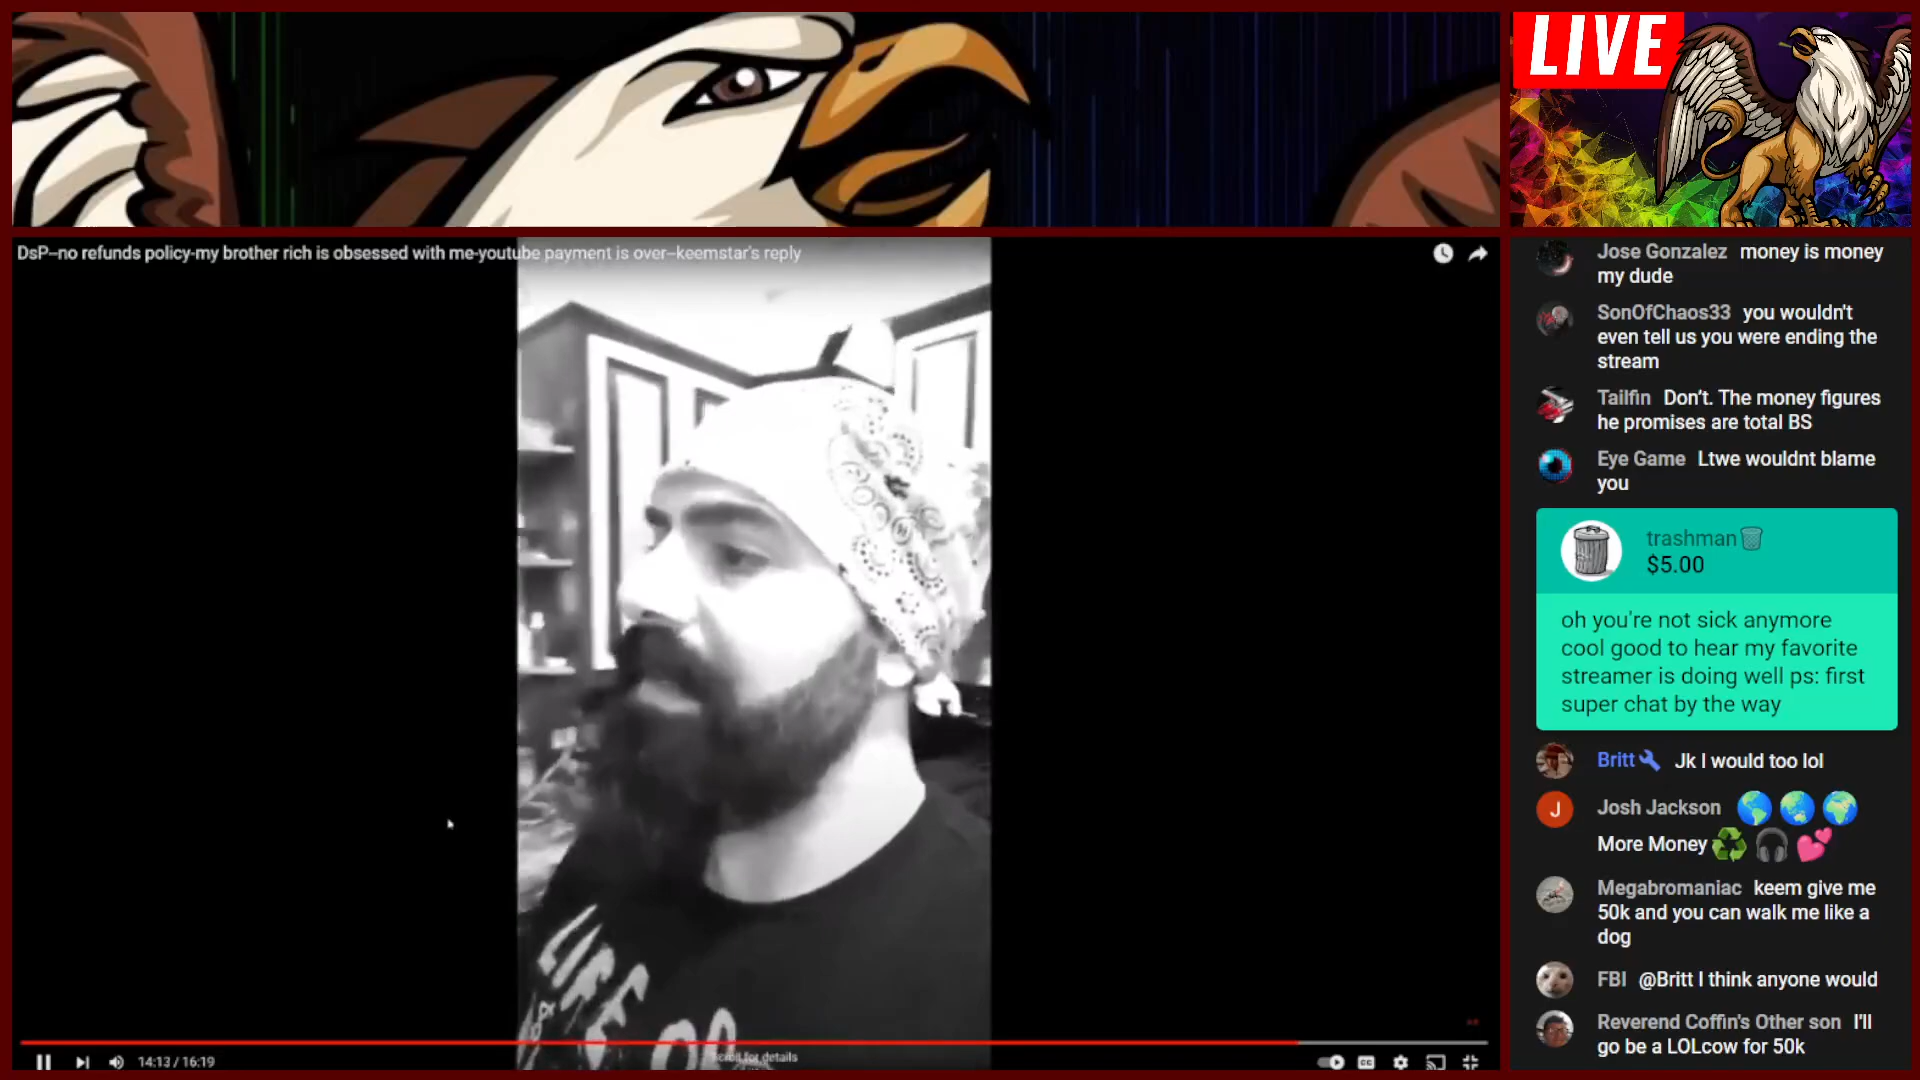 LIVE
DsP--no refunds policy-my brother rich is obsessed with me-youtube payment is over--keemstar's reply
Jose Gonzalez money is money
my dude
SonOfChaos33 you wouldn't
even tell us you were ending the
stream
Tailfin Don't. The money figures
he promises are total BS
Eye Game Ltwe wouldnt blame
you
trashman🗑️
$5.00
oh you're not sick anymore
cool good to hear my favorite
streamer is doing well ps: first
super chat by the way
Britt🔧 Jk I would too lol
J
Josh Jackson 🌎 🌏 🌍
More Money ♻️ 🎧 💕
Megabromaniac keem give me
50k and you can walk me like a
dog
FBI @Britt I think anyone would
Reverend Coffin's Other son I'll
go be a LOLcow for 50k
LIFE
OR
14:13 / 16:19
Scroll for details
CC